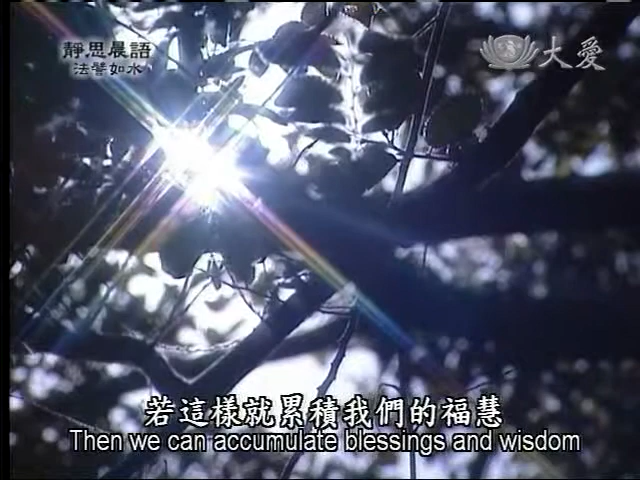 靜思晨語
法譬如水
大愛
若這樣就累積我們的福慧
Then we can accumulate blessings and wisdom